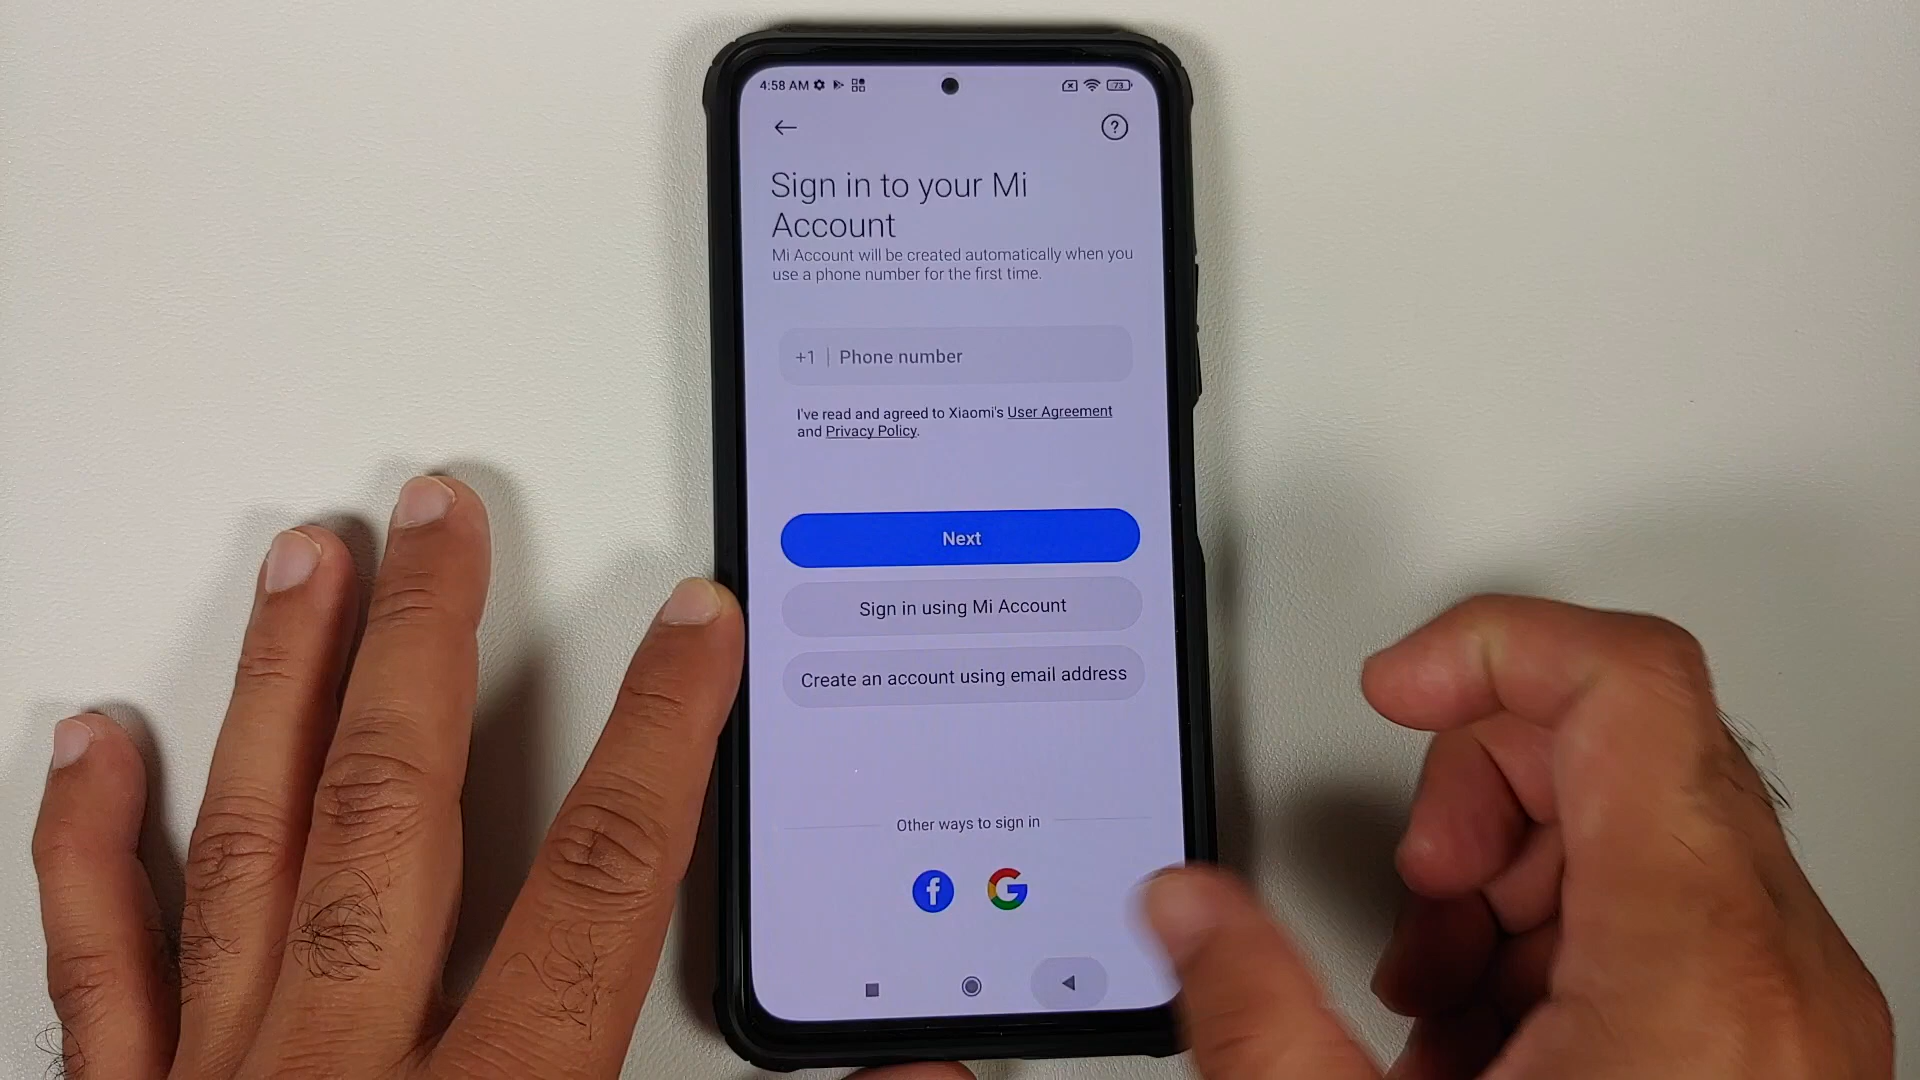 4:58 AM 73
Sign in to your Mi
Account
Mi Account will be created automatically when you
use a phone number for the first time.
+1 | Phone number
I've read and agreed to Xiaomi's User Agreement
and Privacy Policy.
Next
Sign in using Mi Account
Create an account using email address
Other ways to sign in